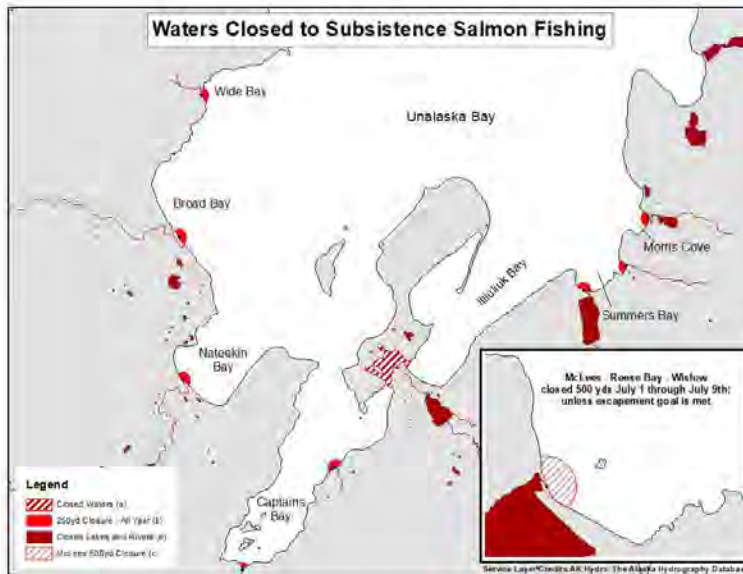 Waters Closed to Subsistence Salmon Fishing
Wide Bay
Unalaska Bay
Broad Bay
Morris Cove
Iliuliuk Bay
Summers Bay
Nateekin
Bay
McLees - Reese Bay - Wislow
closed 500 yds July 1 through July 9th:
unless escapement goal is met
Legend
Closed Waters (a)
250yd Closure - All Year (b)
Closed Lakes and Rivers
McLees 500yd Closure (c)
Captains
Bay
Service Layer Credits: AK Hydro: The Alaska Hydrography Database